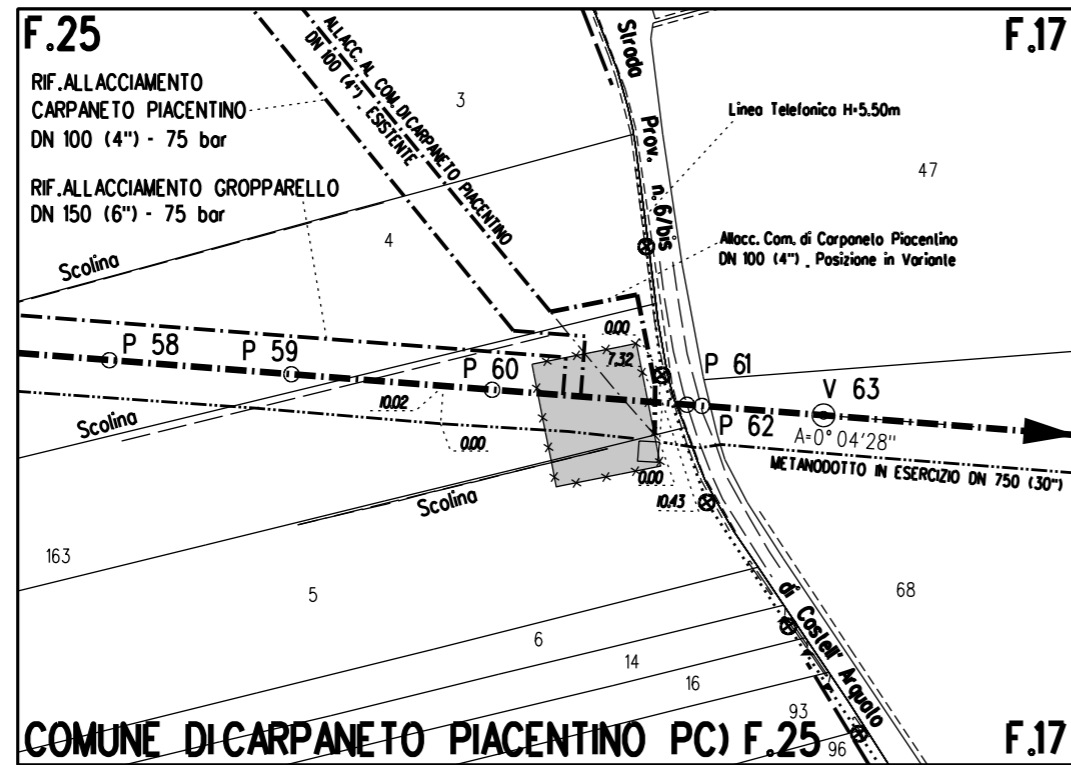 F.25
F.17
RIF.ALLACCIAMENTO
CARPANETO PIACENTINO
DN 100 (4") - 75 bar
RIF.ALLACCIAMENTO GROPPARELLO
DN 150 (6") - 75 bar
ALLACC. AL COM. DI CARPANETO PIACENTINO
DN 100 (4") . ESISTENTE
3
Strada Prov. n. 6/bis
Linea Telefonica H=5.50m
47
4
Scolina
Allacc. Com. di Carpaneto Piacentino
DN 100 (4") . Posizione in Variante
0.00
7.32
P 58
P 59
P 60
P 61
V 63
P 62
A=0° 04'28"
10.02
0.00
Scolina
METANODOTTO IN ESERCIZIO DN 750 (30")
0.00
10.43
Scolina
163
5
68
di Castell' Arquato
6
14
16
93
96
COMUNE DI CARPANETO PIACENTINO PC) F.25
F.17